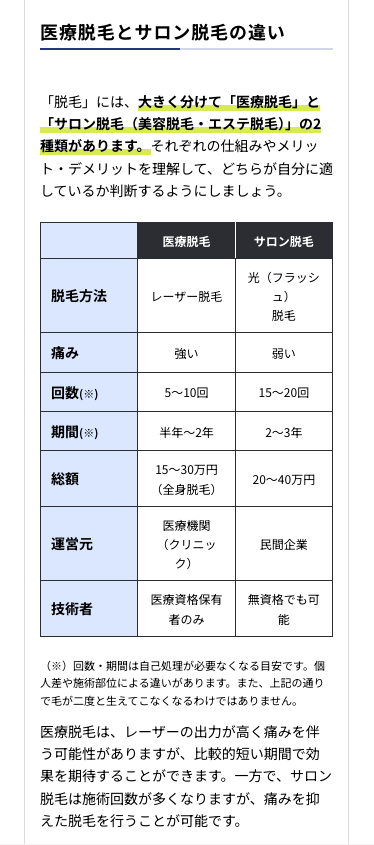 医療脱毛とサロン脱毛の違い
「脱毛」には、大きく分けて「医療脱毛」と
「サロン脱毛（美容脱毛・エステ脱毛）」の2
種類があります。それぞれの仕組みやメリッ
ト・デメリットを理解して、どちらが自分に適
しているか判断するようにしましょう。
医療脱毛 サロン脱毛
脱毛方法 レーザー脱毛 光（フラッシ
ュ）
脱毛
痛み 強い 弱い
回数(※) 5〜10回 15〜20回
期間(※) 半年〜2年 2〜3年
総額 15〜30万円
（全身脱毛） 20〜40万円
運営元 医療機関
（クリニッ
ク） 民間企業
技術者 医療資格保有
者のみ 無資格でも可
能
（※）回数・期間は自己処理が必要なくなる目安です。個
人差や施術部位による違いがあります。また、上記の通り
で毛が二度と生えてこなくなるわけではありません。
医療脱毛は、レーザーの出力が高く痛みを伴
う可能性がありますが、比較的短い期間で効
果を期待することができます。一方で、サロン
脱毛は施術回数が多くなりますが、痛みを抑
えた脱毛を行うことが可能です。